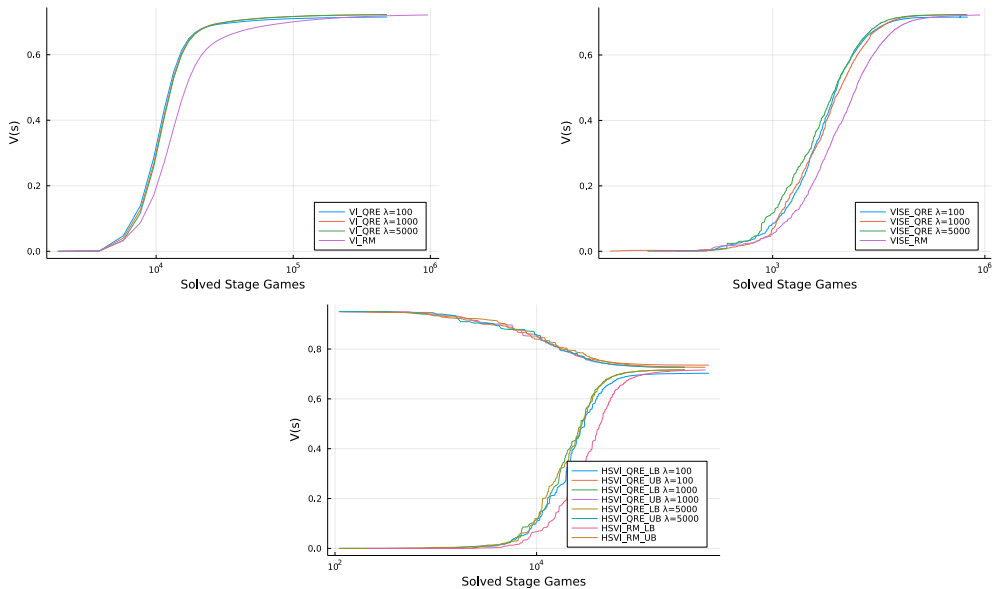 V(s)
0.6
0.4
0.2
0.0
10^4
10^5
10^6
Solved Stage Games
VI_QRE λ=100
VI_QRE λ=1000
VI_QRE λ=5000
VI_RM
V(s)
0.6
0.4
0.2
0.0
10^3
10^6
Solved Stage Games
VISE_QRE λ=100
VISE_QRE λ=1000
VISE_QRE λ=5000
VISE_RM
V(s)
0.8
0.6
0.4
0.2
0.0
10^2
10^4
Solved Stage Games
HSVI_QRE_LB λ=100
HSVI_QRE_UB λ=100
HSVI_QRE_LB λ=1000
HSVI_QRE_UB λ=1000
HSVI_QRE_LB λ=5000
HSVI_QRE_UB λ=5000
HSVI_RM_LB
HSVI_RM_UB